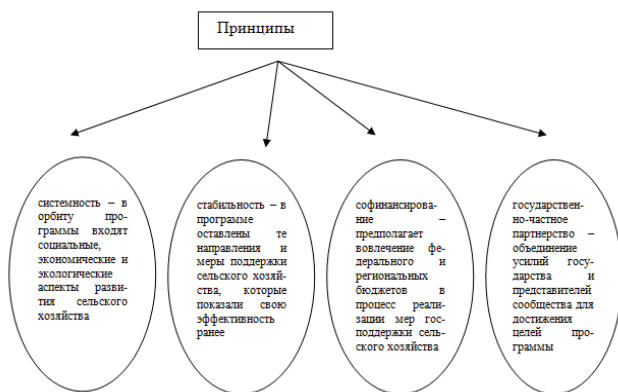 Принципы
системность – в
орбиту про-
граммы входят
социальные,
экономические и
экологические
аспекты разви-
тия сельского
хозяйства
стабильность – в
программе
оставлены те
направления и
меры поддержки
сельского хозяй-
ства, которые
показали свою
эффективность
ранее
софинансирова-
ние –
предполагает
вовлечение фе-
дерального и
региональных
бюджетов в
процесс реали-
зации мер гос-
поддержки сель-
ского хозяйства
государствен-
но-частное
партнерство –
объединение
усилий госу-
дарства и
представителей
сообщества для
достижения
целей про-
граммы